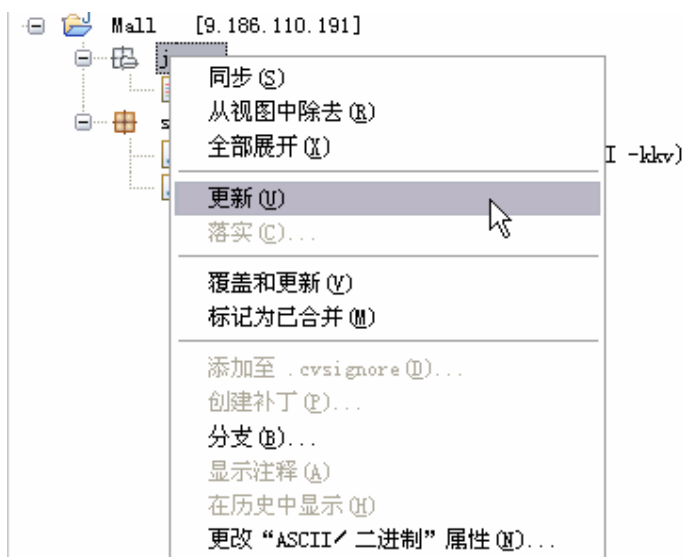 Mall [9.186.110.191]
同步(S)
从视图中除去(R)
全部展开(X)
I -kkv)
更新(U)
落实(C)...
覆盖和更新(V)
标记为已合并(M)
添加至 .cvsignore(D)...
创建补丁(P)...
分支(B)...
显示注释(A)
在历史中显示(H)
更改“ASCII/二进制”属性(N)...